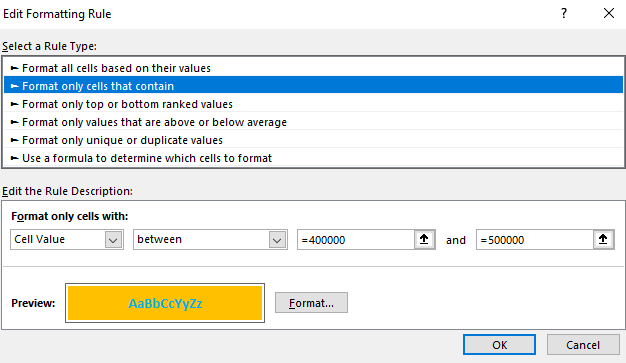 Edit Formatting Rule ?
Select a Rule Type:
► Format all cells based on their values
► Format only cells that contain
► Format only top or bottom ranked values
► Format only values that are above or below average
► Format only unique or duplicate values
► Use a formula to determine which cells to format
Edit the Rule Description:
Format only cells with:
Cell Value between =400000 and =500000
Preview: AaBbCcYyZz Format...
OK Cancel